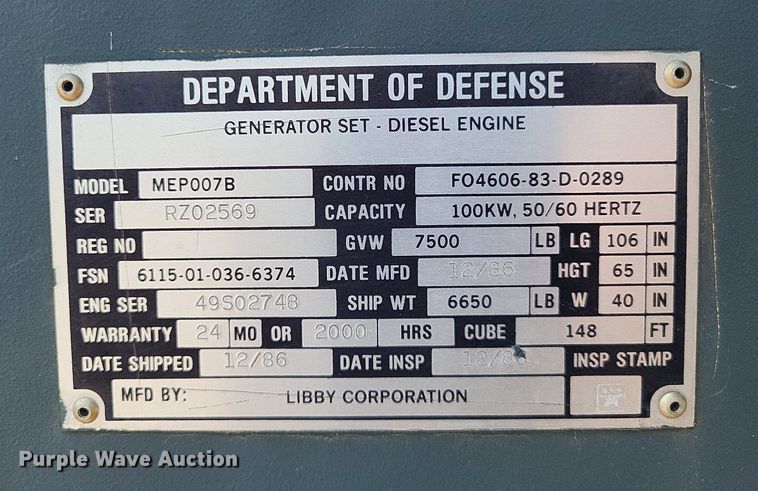 DEPARTMENT OF DEFENSE
GENERATOR SET - DIESEL ENGINE
MODEL MEP007B CONTR NO FO4606-83-D-0289
SER RZ02569 CAPACITY 100KW, 50/60 HERTZ
REG NO GVW 7500 LB LG 106 IN
FSN 6115-01-036-6374 DATE MFD 12/86 HGT 65 IN
ENG SER 49S02748 SHIP WT 6650 LB W 40 IN
WARRANTY 24 MO OR 2000 HRS CUBE 148 FT
DATE SHIPPED 12/86 DATE INSP 12/86 INSP STAMP
MFD BY: LIBBY CORPORATION
Purple Wave Auction